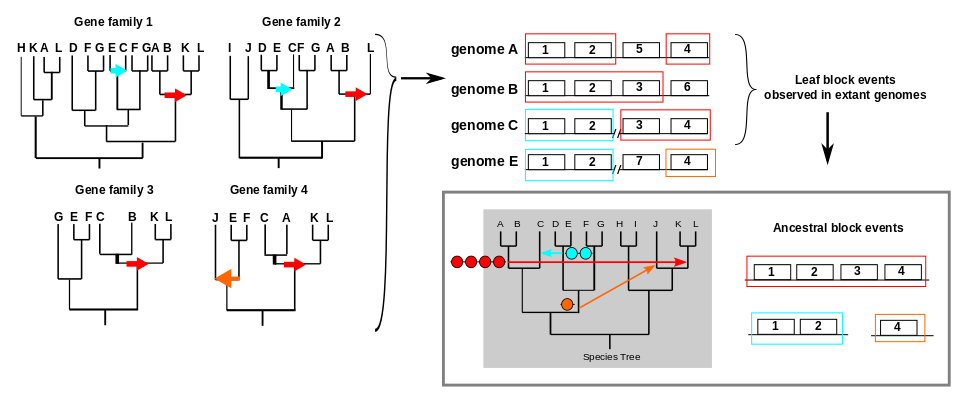 Gene family 1
H K A L D F G E C F G A B K L
Gene family 2
I J D E C F G A B L
Gene family 3
G E F C B K L
Gene family 4
J E F C A K L
genome A 1 2 5 4
genome B 1 2 3 6
genome C 1 2 // 3 4
genome E 1 2 // 7 4
Leaf block events
observed in extant genomes
A B C D E F G H I J K L
Species Tree
Ancestral block events
1 2 3 4
1 2
4